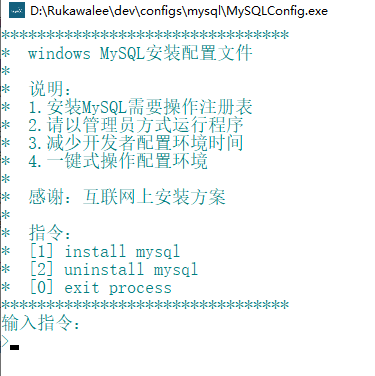 D:\Rukawalee\dev\configs\mysql\MySQLConfig.exe
********************************
*  windows MySQL安装配置文件
*
*  说明:
*  1.安装MySQL需要操作注册表
*  2.请以管理员方式运行程序
*  3.减少开发者配置环境时间
*  4.一键式操作配置环境
*
*  感谢: 互联网上安装方案
*
*  指令:
*  [1] install mysql
*  [2] uninstall mysql
*  [0] exit process
********************************
输入指令:
>